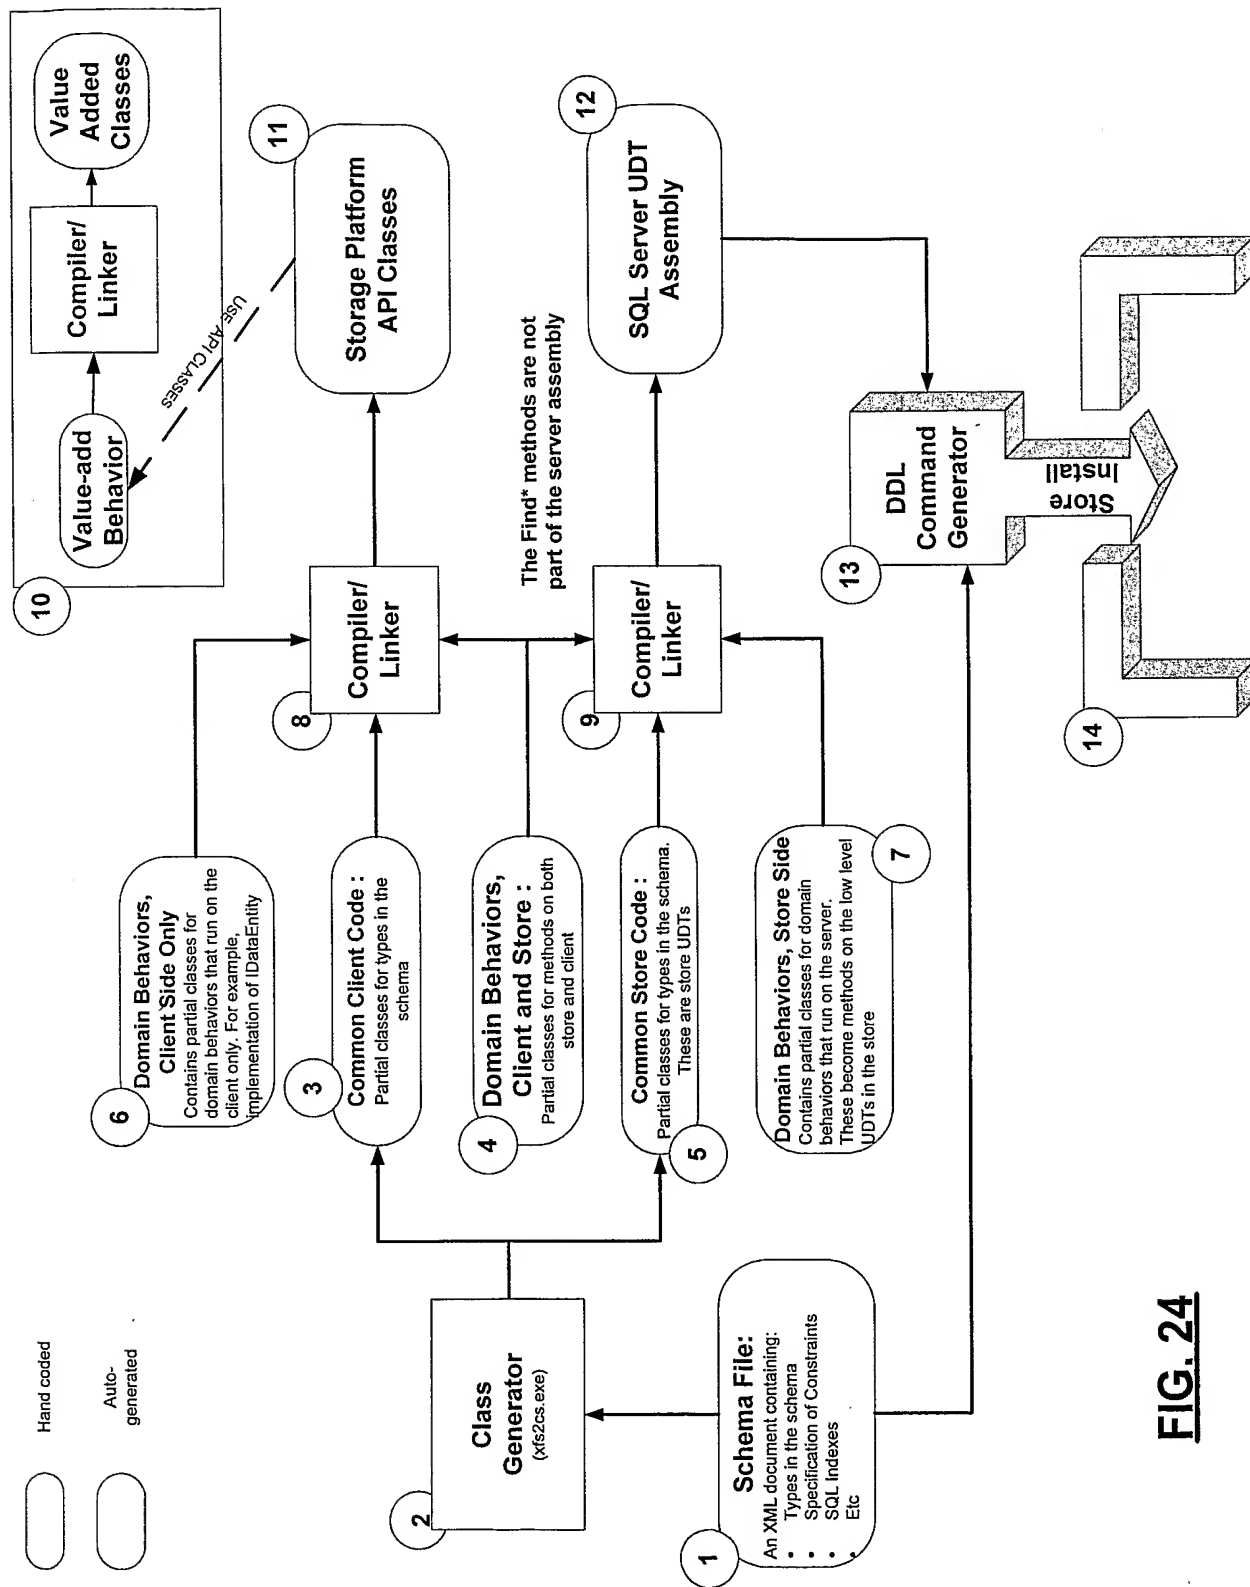 Hand coded
Auto-
generated
1
Schema File:
An XML document containing:
• Types in the schema
• Specification of Constraints
• SQL Indexes
• Etc
2
Class
Generator
(xfs2cs.exe)
6
Domain Behaviors,
Client Side Only
Contains partial classes for
domain behaviors that run on the
client only. For example,
implementation of IDataEntity
3
Common Client Code :
Partial classes for types in the
schema
4
Domain Behaviors,
Client and Store :
Partial classes for methods on both
store and client
5
Common Store Code :
Partial classes for types in the schema.
These are store UDTs
7
Domain Behaviors, Store Side
Contains partial classes for domain
behaviors that run on the server.
These become methods on the low level
UDTs in the store
8
Compiler/
Linker
9
Compiler/
Linker
The Find* methods are not
part of the server assembly
10
Value-add
Behavior
Compiler/
Linker
Value
Added
Classes
USE API CLASSES
11
Storage Platform
API Classes
12
SQL Server UDT
Assembly
13
DDL
Command
Generator
Store
Install
14
FIG. 24